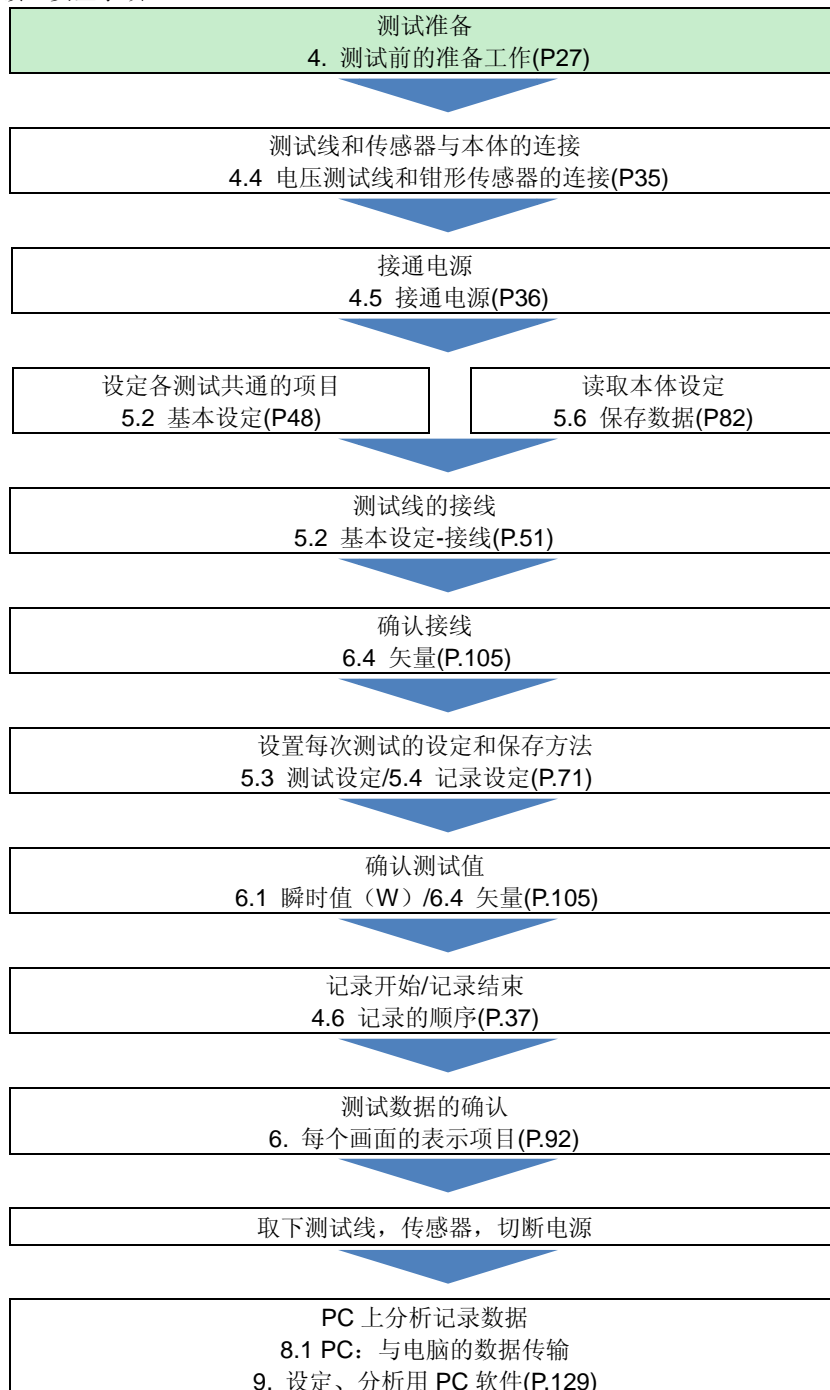 测试准备
4. 测试前的准备工作(P27)
测试线和传感器与本体的连接
4.4 电压测试线和钳形传感器的连接(P35)
接通电源
4.5 接通电源(P36)
设定各测试共通的项目
5.2 基本设定(P48)
读取本体设定
5.6 保存数据(P82)
测试线的接线
5.2 基本设定-接线(P.51)
确认接线
6.4 矢量(P.105)
设置每次测试的设定和保存方法
5.3 测试设定/5.4 记录设定(P.71)
确认测试值
6.1 瞬时值（W）/6.4 矢量(P.105)
记录开始/记录结束
4.6 记录的顺序(P.37)
测试数据的确认
6. 每个画面的表示项目(P.92)
取下测试线，传感器，切断电源
PC 上分析记录数据
8.1 PC：与电脑的数据传输
9. 设定、分析用 PC 软件(P.129)